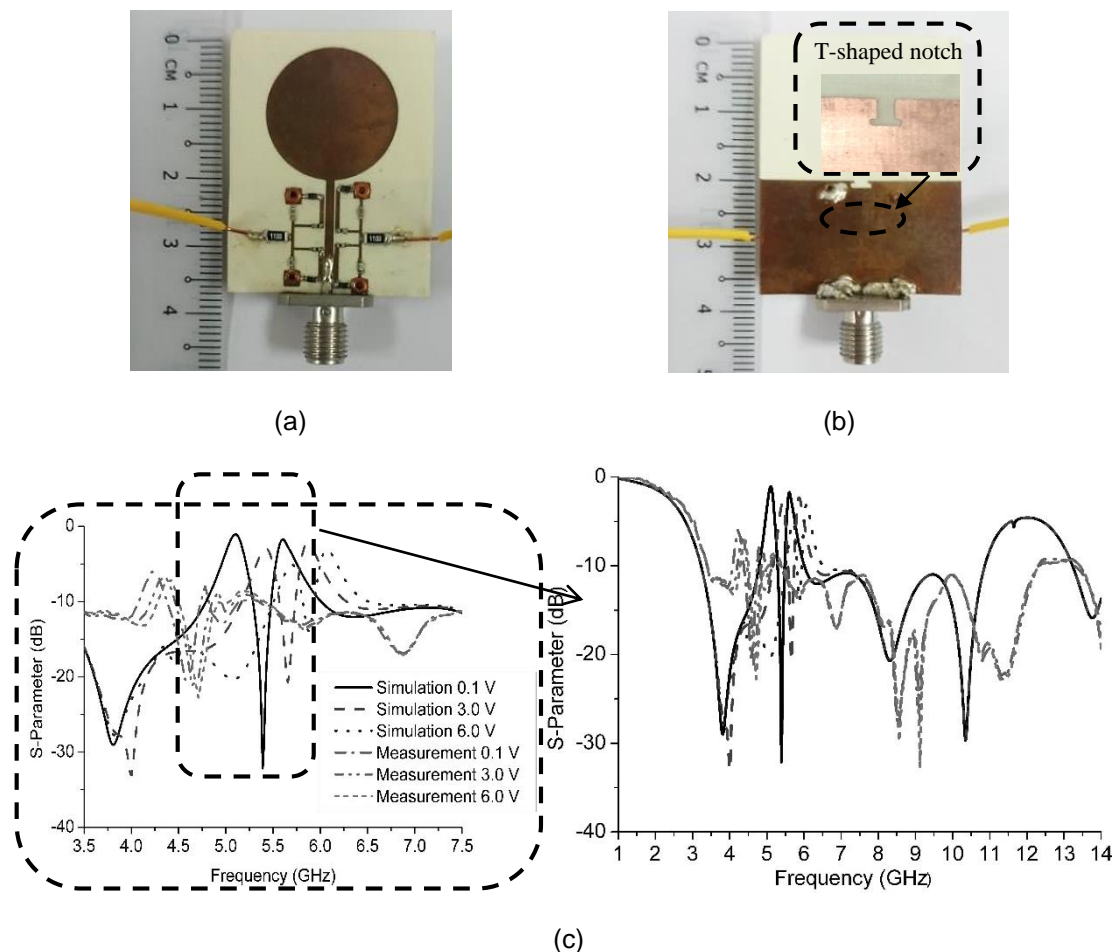 0
CM
1
2
3
4
1100
1100
(a)
0
CM
1
2
3
4
T-shaped notch
(b)
0
-10
-20
-30
-40
S-Parameter (dB)
Simulation 0.1 V
Simulation 3.0 V
Simulation 6.0 V
Measurement 0.1 V
Measurement 3.0 V
Measurement 6.0 V
3.5 4.0 4.5 5.0 5.5 6.0 6.5 7.0 7.5
Frequency (GHz)
0
-10
-20
-30
-40
S-Parameter (dB)
1 2 3 4 5 6 7 8 9 10 11 12 13 14
Frequency (GHz)
(c)